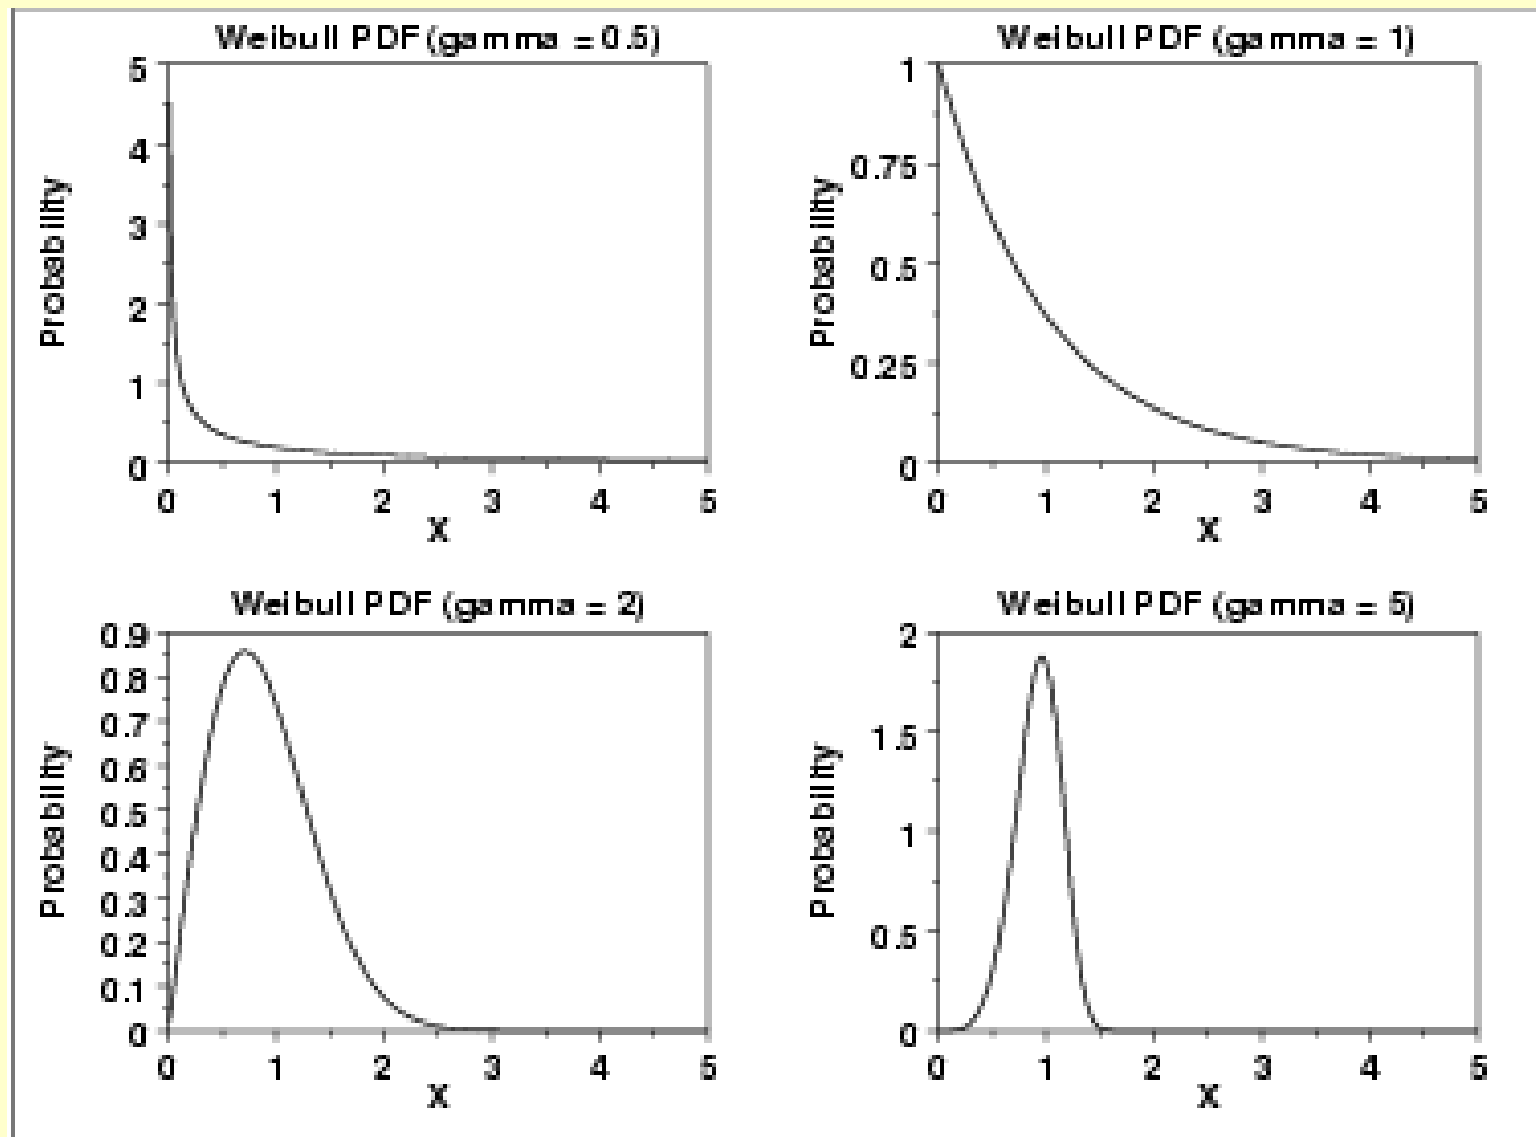 Weibull PDF (gamma = 0.5)
5
4
3
2
1
0
Probability
0 1 2 3 4 5
X
Weibull PDF (gamma = 1)
1
0.75
0.5
0.25
0
Probability
0 1 2 3 4 5
X
Weibull PDF (gamma = 2)
0.9
0.8
0.7
0.6
0.5
0.4
0.3
0.2
0.1
0
Probability
0 1 2 3 4 5
X
Weibull PDF (gamma = 5)
2
1.5
1
0.5
0
Probability
0 1 2 3 4 5
X